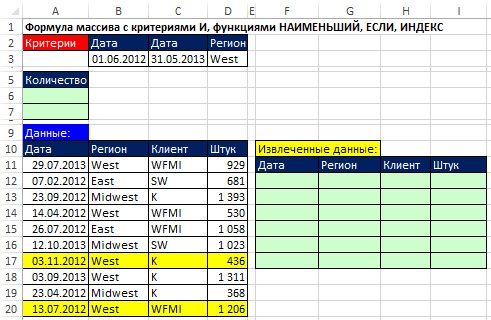 A B C D E F G H I
1 Формула массива с критериями И, функциями НАИМЕНЬШИЙ, ЕСЛИ, ИНДЕКС
2 Критерии Дата Дата Регион
3 01.06.2012 31.05.2013 West
5 Количество
6
7
9 Данные:
10 Дата Регион Клиент Штук Извлеченные данные:
11 29.07.2013 West WFMI 929 Дата Регион Клиент Штук
12 07.02.2012 East SW 681
13 23.09.2012 Midwest K 1 393
14 14.04.2012 West WFMI 530
15 26.07.2012 East WFMI 1 058
16 12.10.2013 Midwest SW 1 023
17 03.11.2012 West K 436
18 03.09.2013 West K 1 311
19 23.04.2012 Midwest K 368
20 13.07.2012 West WFMI 1 206